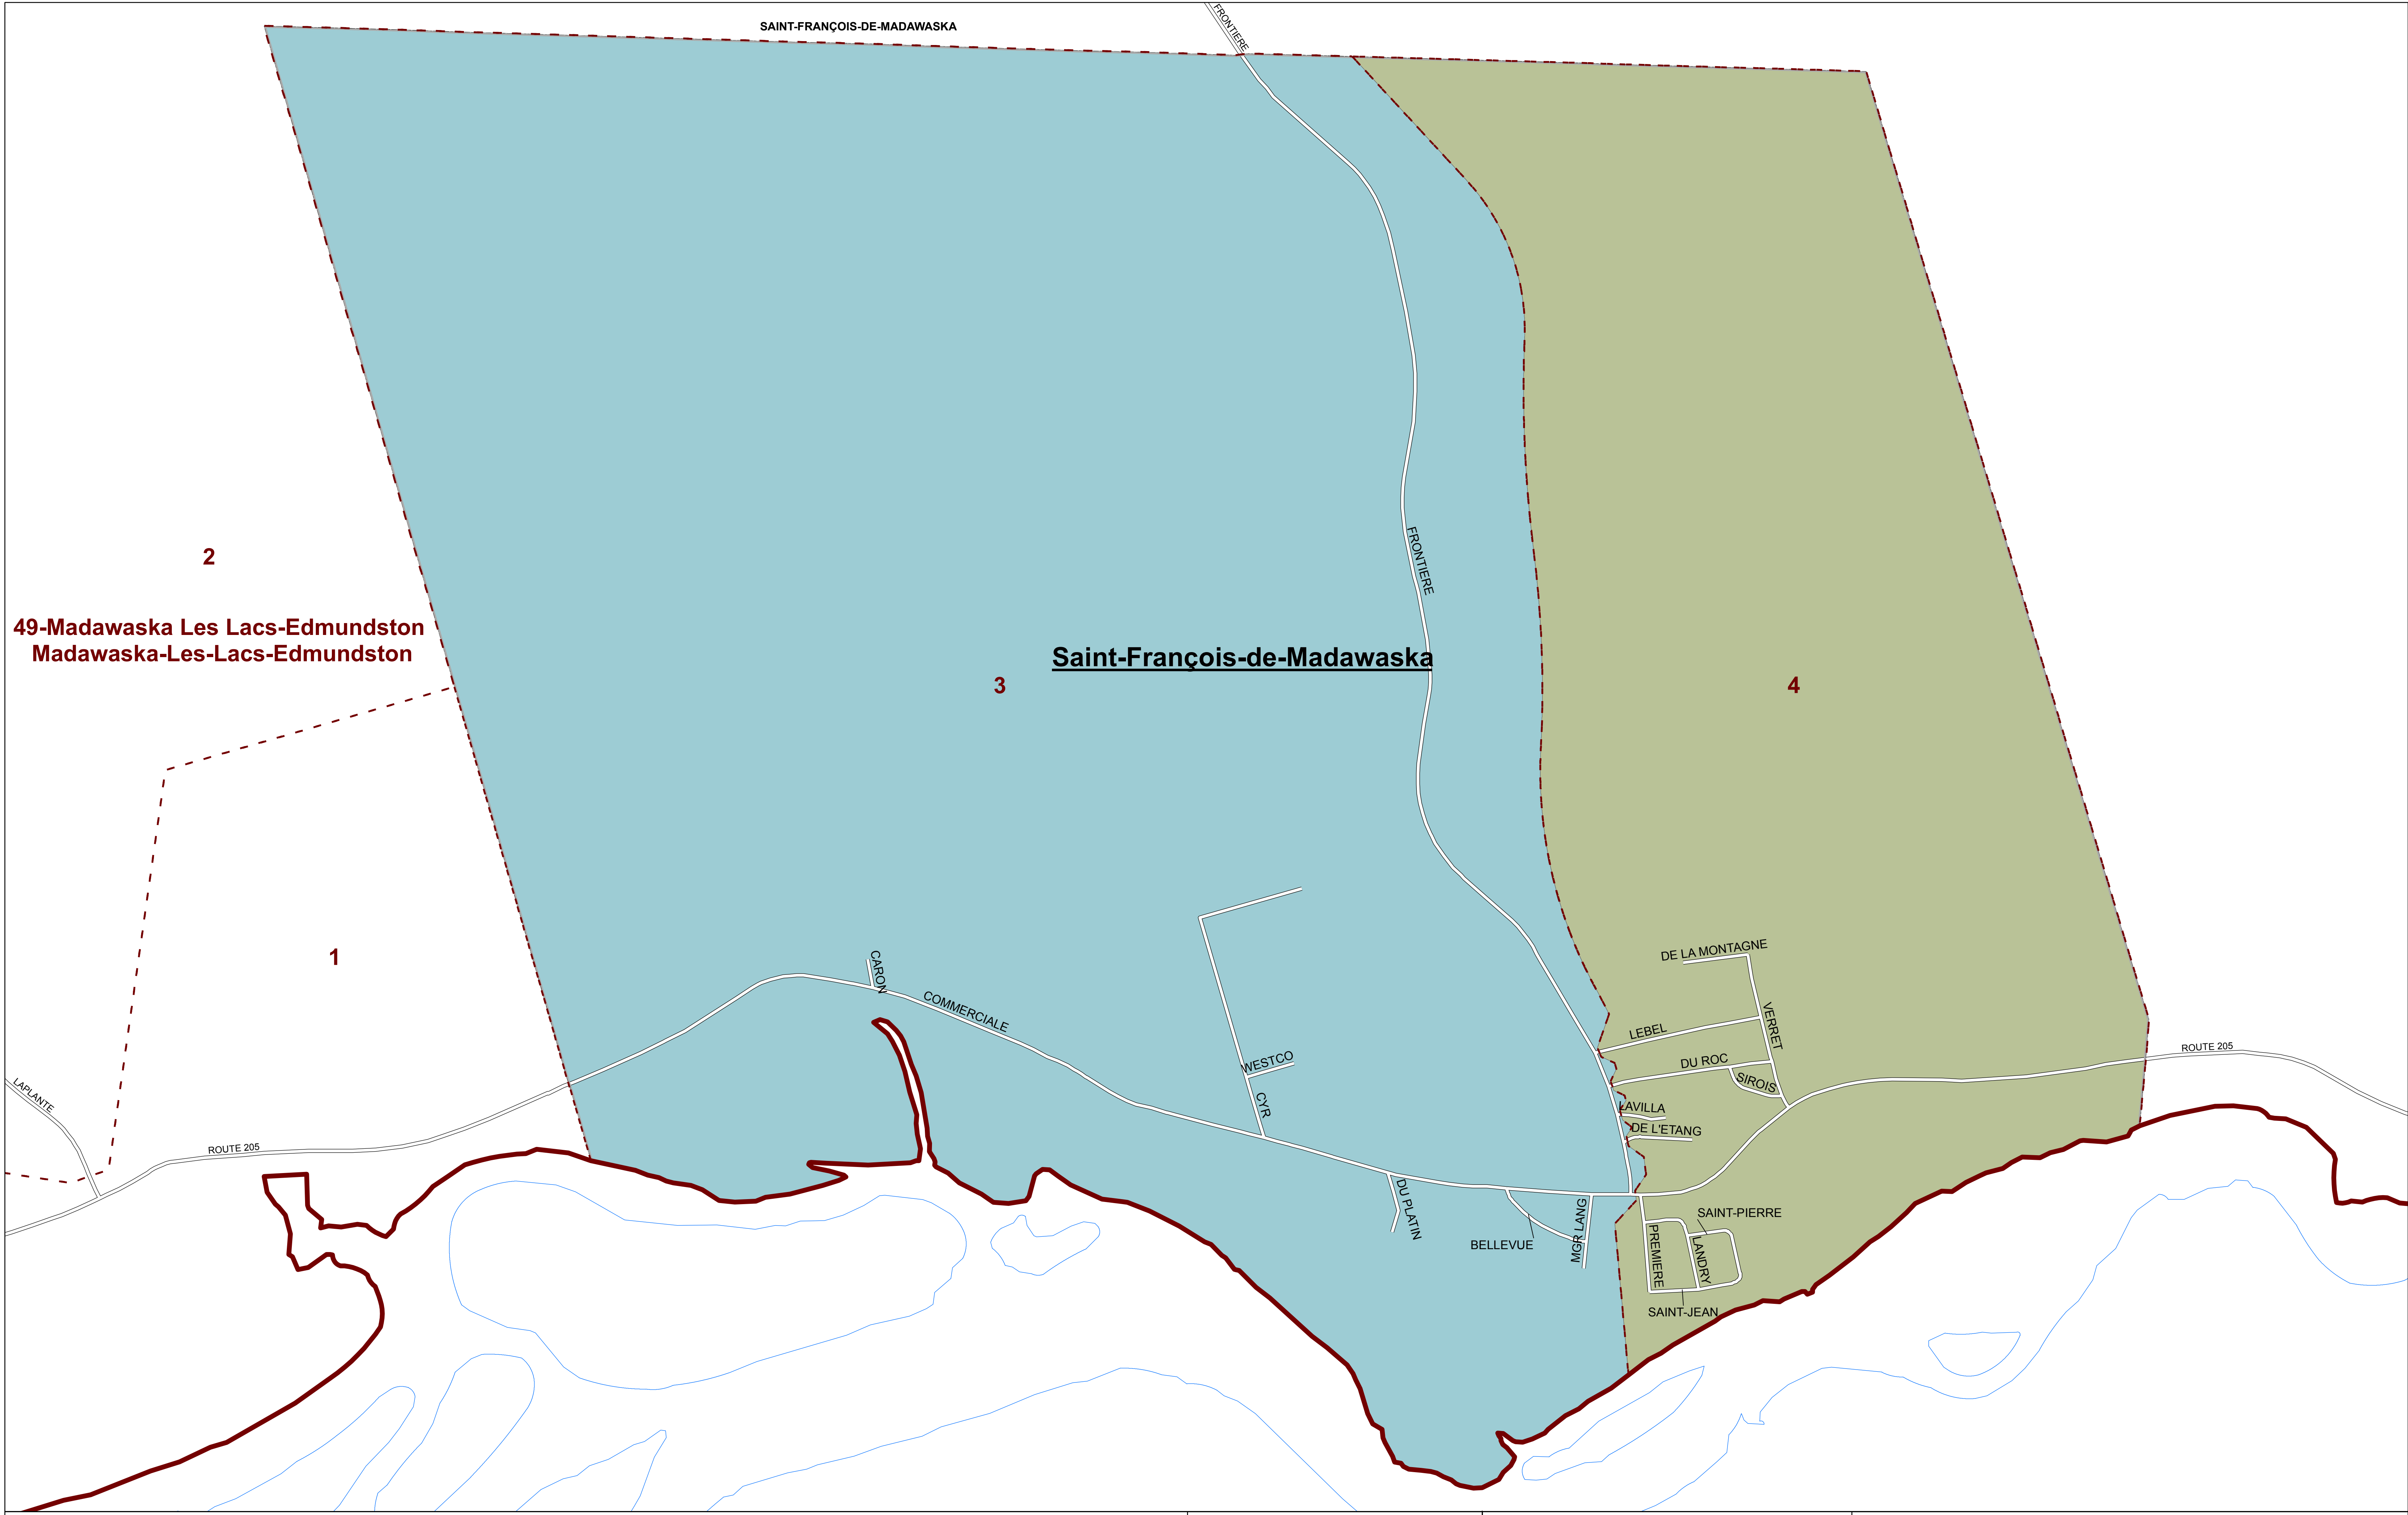 FRONTIERE
SAINT-FRANÇOIS-DE-MADAWASKA
2
FRONTIERE
49-Madawaska Les Lacs-Edmundston
Madawaska-Les-Lacs-Edmundston
Saint-François-de-Madawaska
3
4
1
CARON
COMMERCIALE
DE LA MONTAGNE
VERRET
LEBEL
DU ROC
SIROIS
WESTCO
CYR
LAVILLA
DE L'ETANG
ROUTE 205
LAPLANTE
ROUTE 205
DU PLATIN
BELLEVUE
MGR LANG
PREMIERE
SAINT-PIERRE
LANDRY
SAINT-JEAN